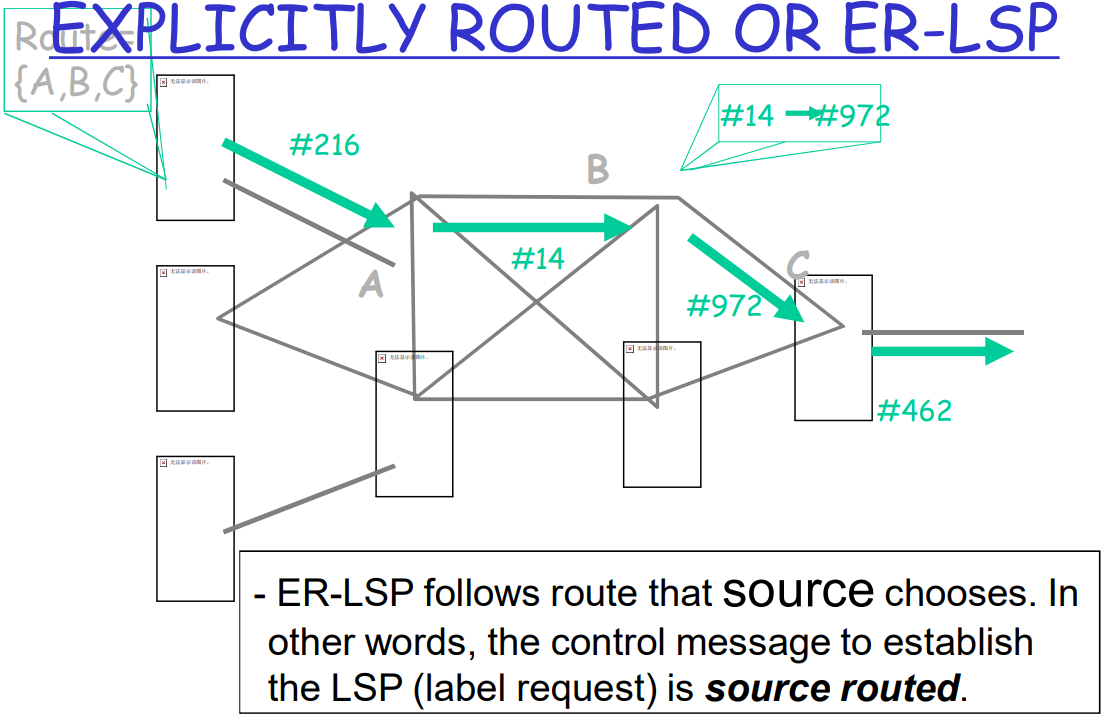 EXPLICITLY ROUTED OR ER-LSP
Route=
{A,B,C}
无法显示该图片。
#216
#14 #972
B
#14
A
C
#972
无法显示该图片。
无法显示该图片。
无法显示该图片。
无法显示该图片。
#462
无法显示该图片。
- ER-LSP follows route that source chooses. In
other words, the control message to establish
the LSP (label request) is source routed.